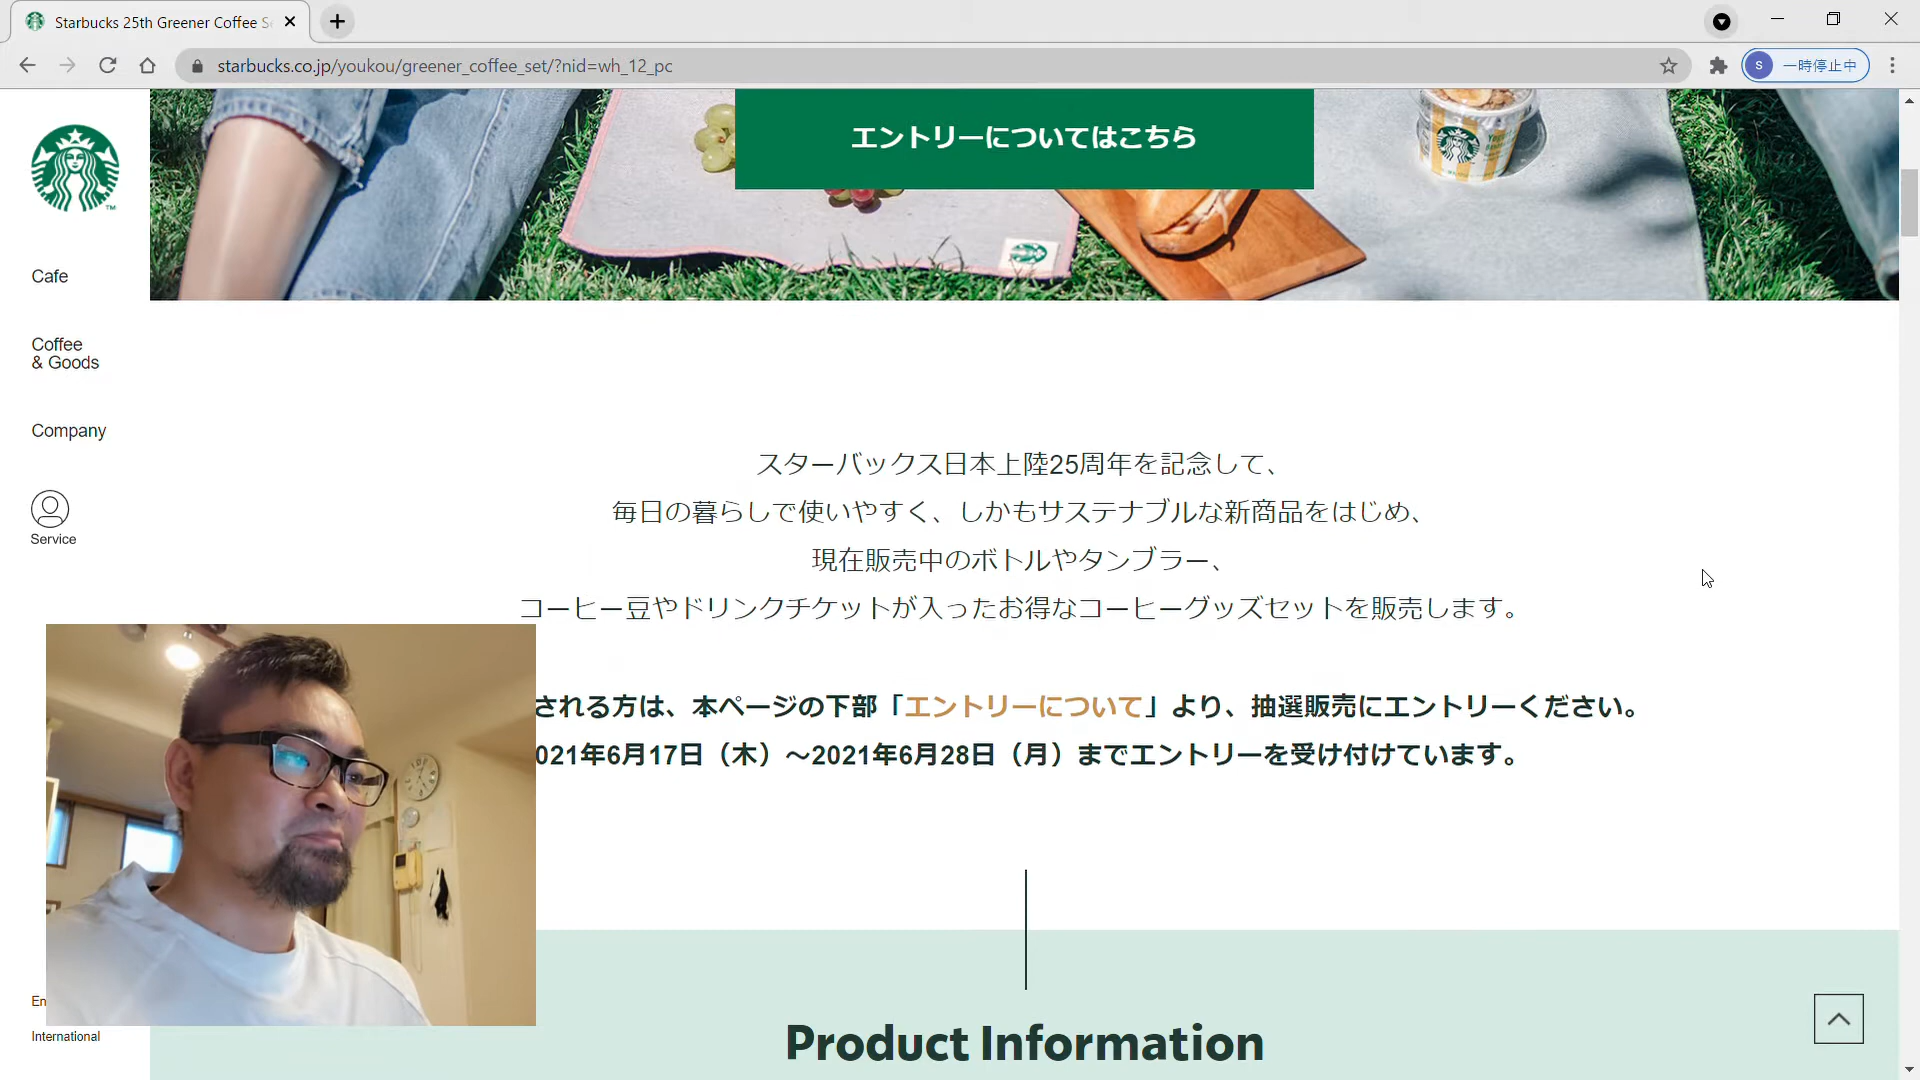 Starbucks 25th Greener Coffee S
starbucks.co.jp/youkou/greener_coffee_set/?nid=wh_12_pc
S
一時停止中
エントリーについてはこちら
Cafe
Coffee
& Goods
Company
Service
スターバックス日本上陸25周年を記念して、
毎日の暮らしで使いやすく、しかもサステナブルな新商品をはじめ、
現在販売中のボトルやタンブラー、
コーヒー豆やドリンクチケットが入ったお得なコーヒーグッズセットを販売します。
される方は、本ページの下部「エントリーについて」より、抽選販売にエントリーください。
021年6月17日（木）～2021年6月28日（月）までエントリーを受け付けています。
En
International
Product Information